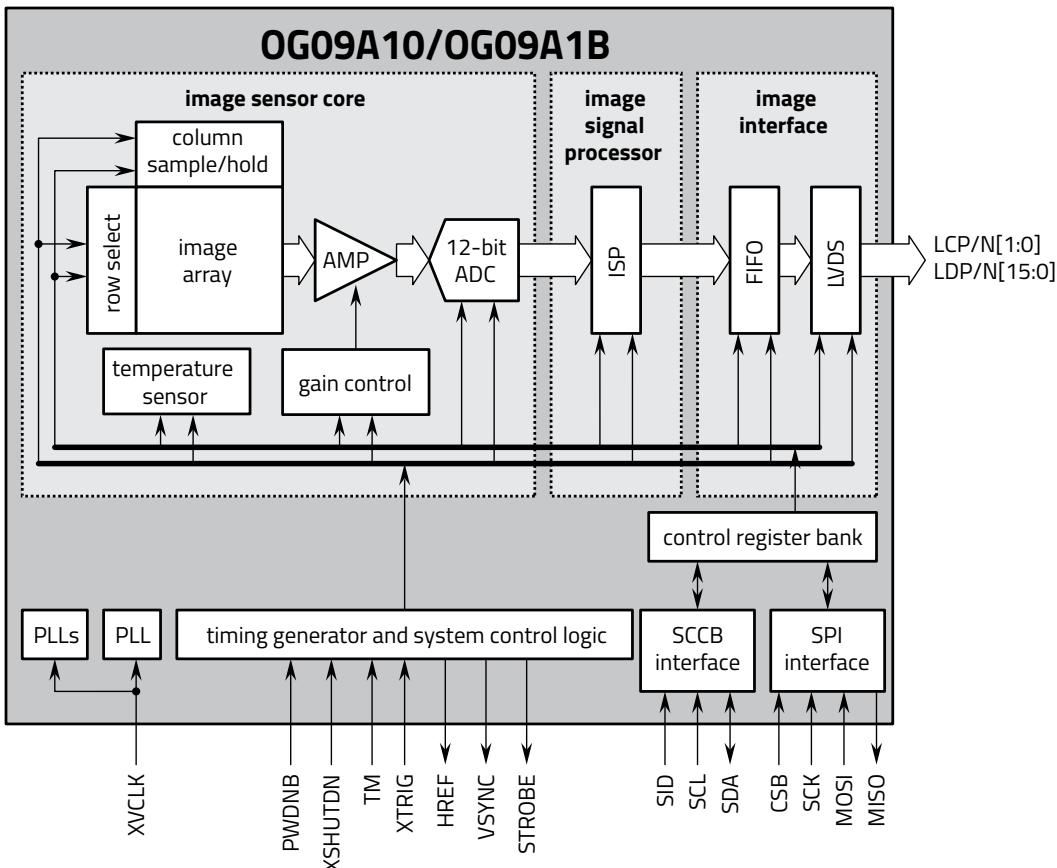 OG09A10/OG09A1B
image sensor core
image
signal
processor
image
interface
column
sample/hold
row select
image
array
AMP
12-bit
ADC
ISP
FIFO
LVDS
LCP/N[1:0]
LDP/N[15:0]
temperature
sensor
gain control
control register bank
PLLs
PLL
timing generator and system control logic
SCCB
interface
SPI
interface
XVCLK
PWDNB
XSHUTDN
TM
XTRIG
HREF
VSYNC
STROBE
SID
SCL
SDA
CSB
SCK
MOSI
MISO